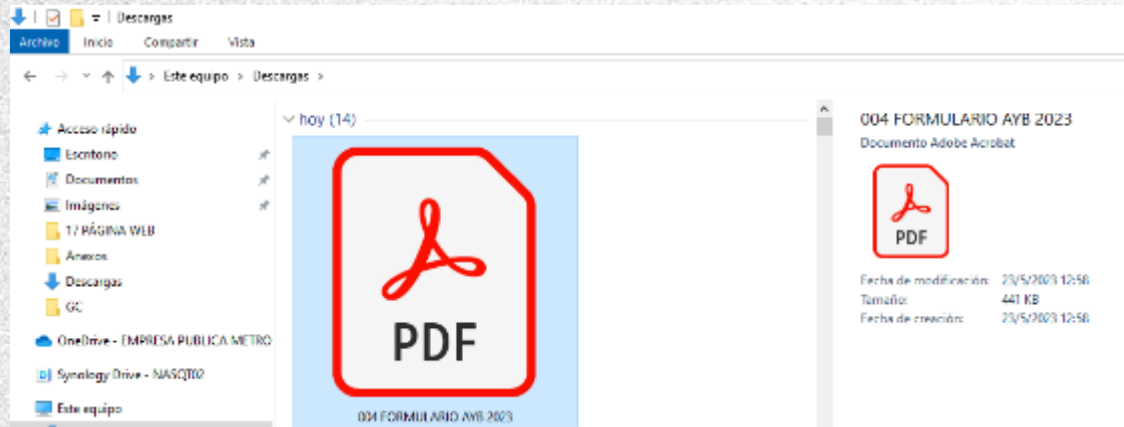 Descargas
Archivo Inicio Compartir Vista
Este equipo > Descargas >
Acceso rápido
Escritorio
Documentos
Imágenes
17 PÁGINA WEB
Anexos
Descargas
GC
OneDrive - EMPRESA PUBLICA METRO
Synology Drive - NASQT02
Este equipo
hoy (14)
PDF
004 FORMULARIO AYB 2023
004 FORMULARIO AYB 2023
Documento Adobe Acrobat
PDF
Fecha de modificación: 23/5/2023 12:58
Tamaño: 441 KB
Fecha de creación: 23/5/2023 12:58